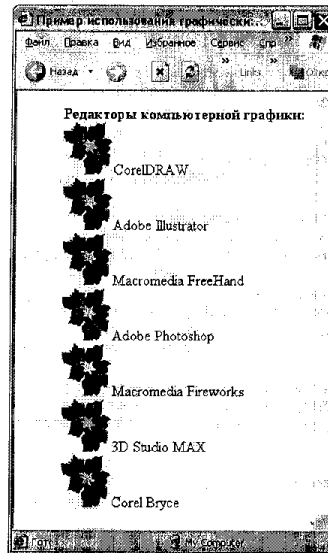 Пример использования графически...
Файл Правка Вид Избранное Сервис Спр »
Назад » Links »
Редакторы компьютерной графики:
CorelDRAW
Adobe Illustrator
Macromedia FreeHand
Adobe Photoshop
Macromedia Fireworks
3D Studio MAX
Corel Bryce
My Computer